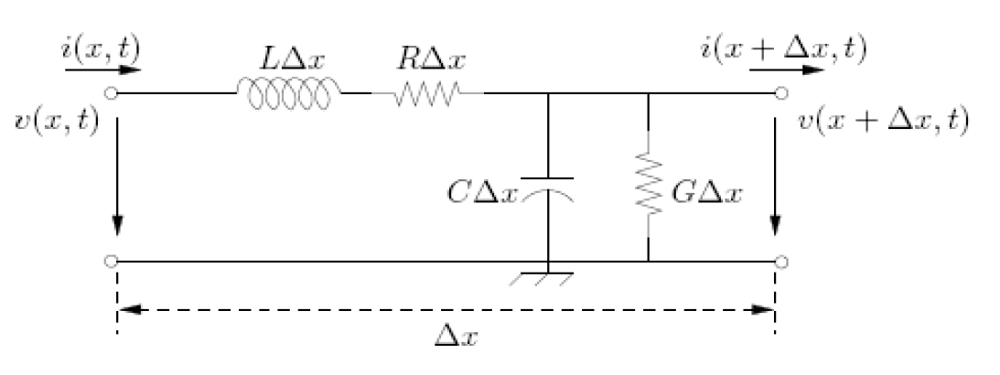 i(x, t)
LΔx
RΔx
i(x + Δx, t)
v(x, t)
v(x + Δx, t)
CΔx
GΔx
Δx